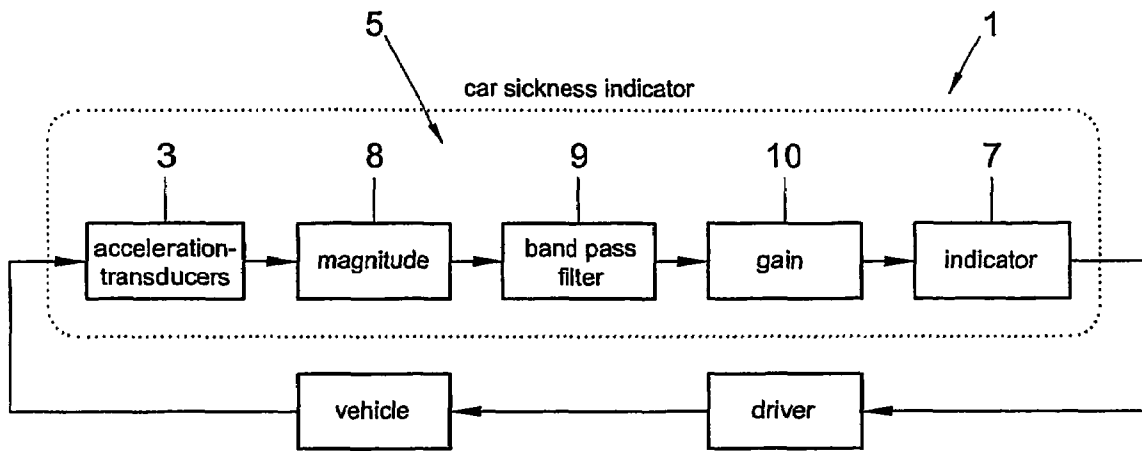 5
1
car sickness indicator
3
8
9
10
7
acceleration-
transducers
magnitude
band pass
filter
gain
indicator
vehicle
driver